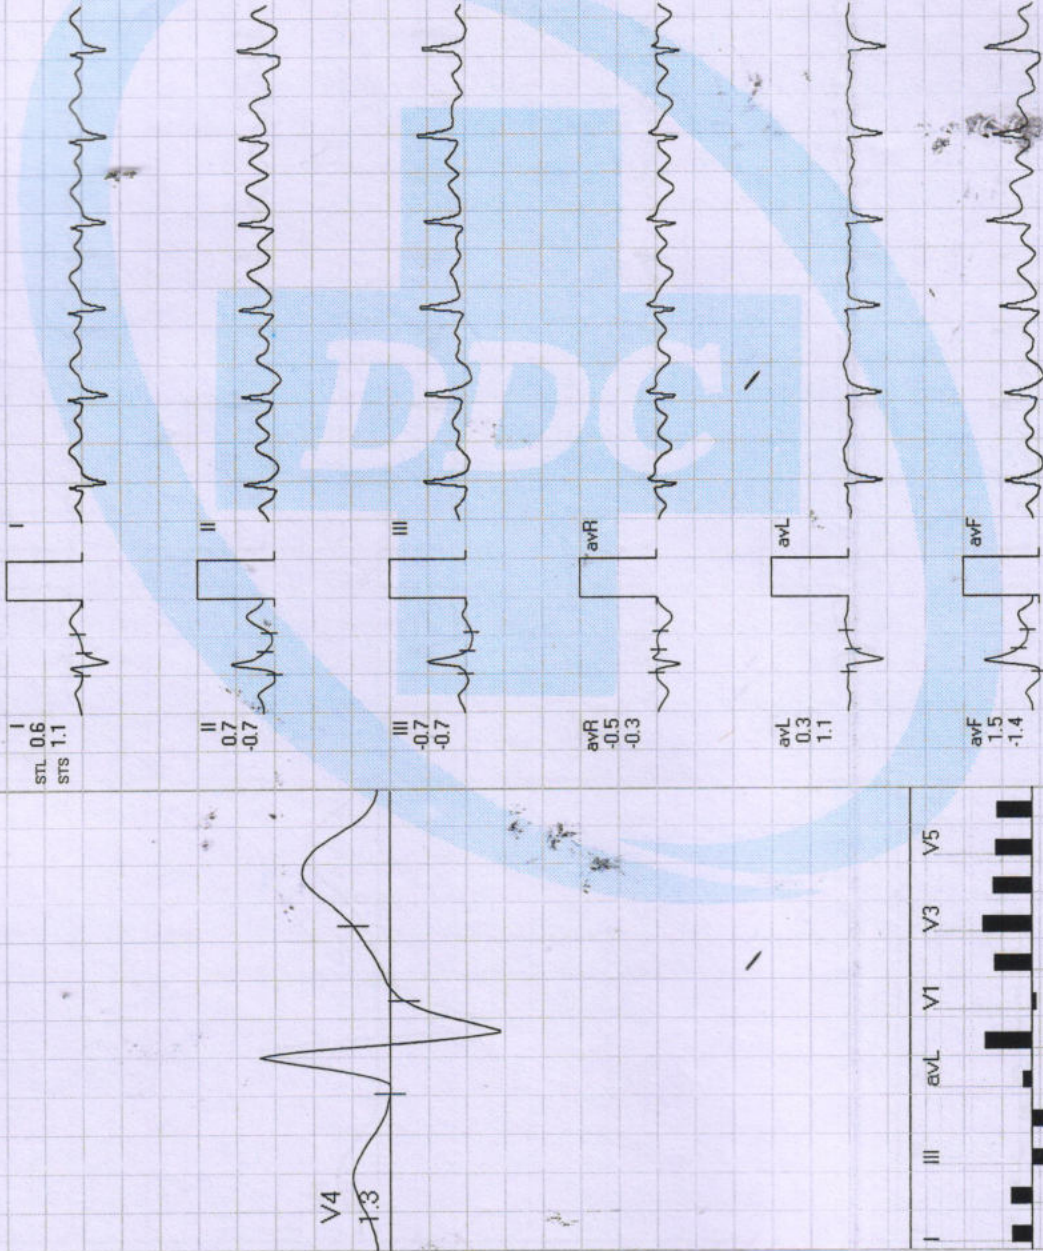 I
STL 0.6
STS 1.1
I
II
0.7
-0.7
II
III
-0.7
-0.7
III
avR
-0.5
-0.3
avR
avL
0.3
1.1
avL
avF
1.5
-1.4
avF
DDC
V4
1.3
I
III
avL
V1
V3
V5